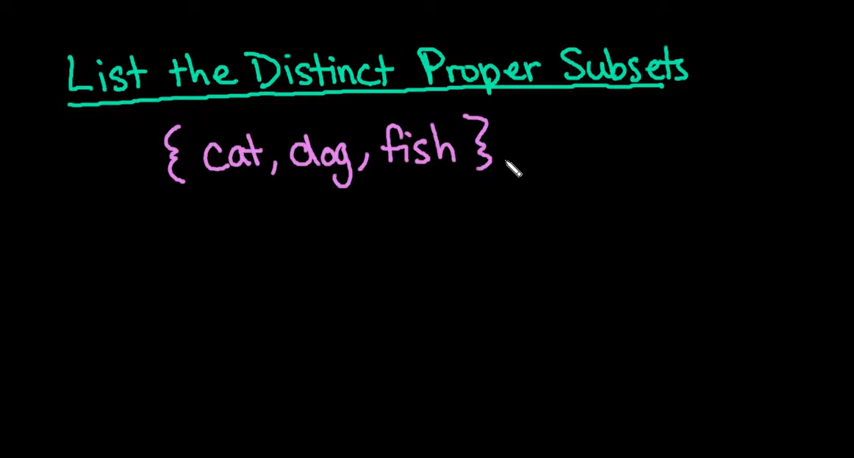 List the Distinct Proper Subsets
{ cat, dog, fish }